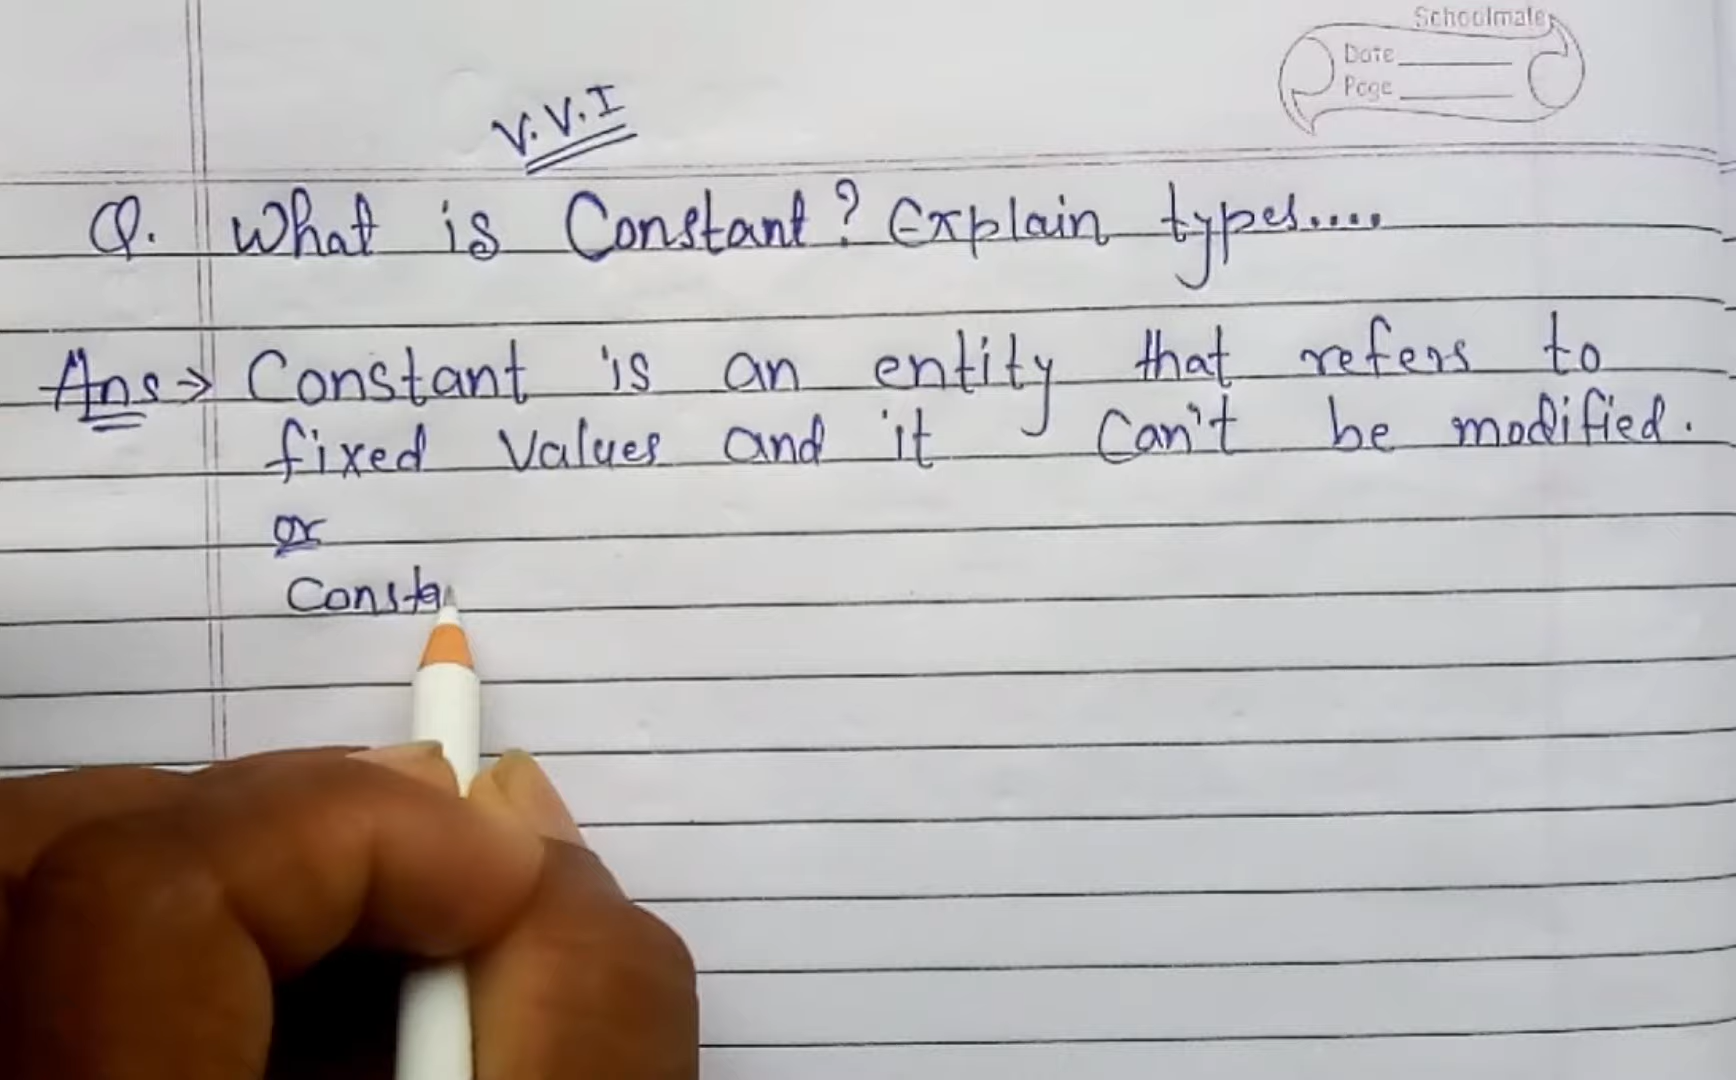 Schoolmate
Date
Page
V.V.I
Q. What is Constant? Explain types....
Ans→ Constant is an entity that refers to
fixed values and it can't be modified.
or
Consta